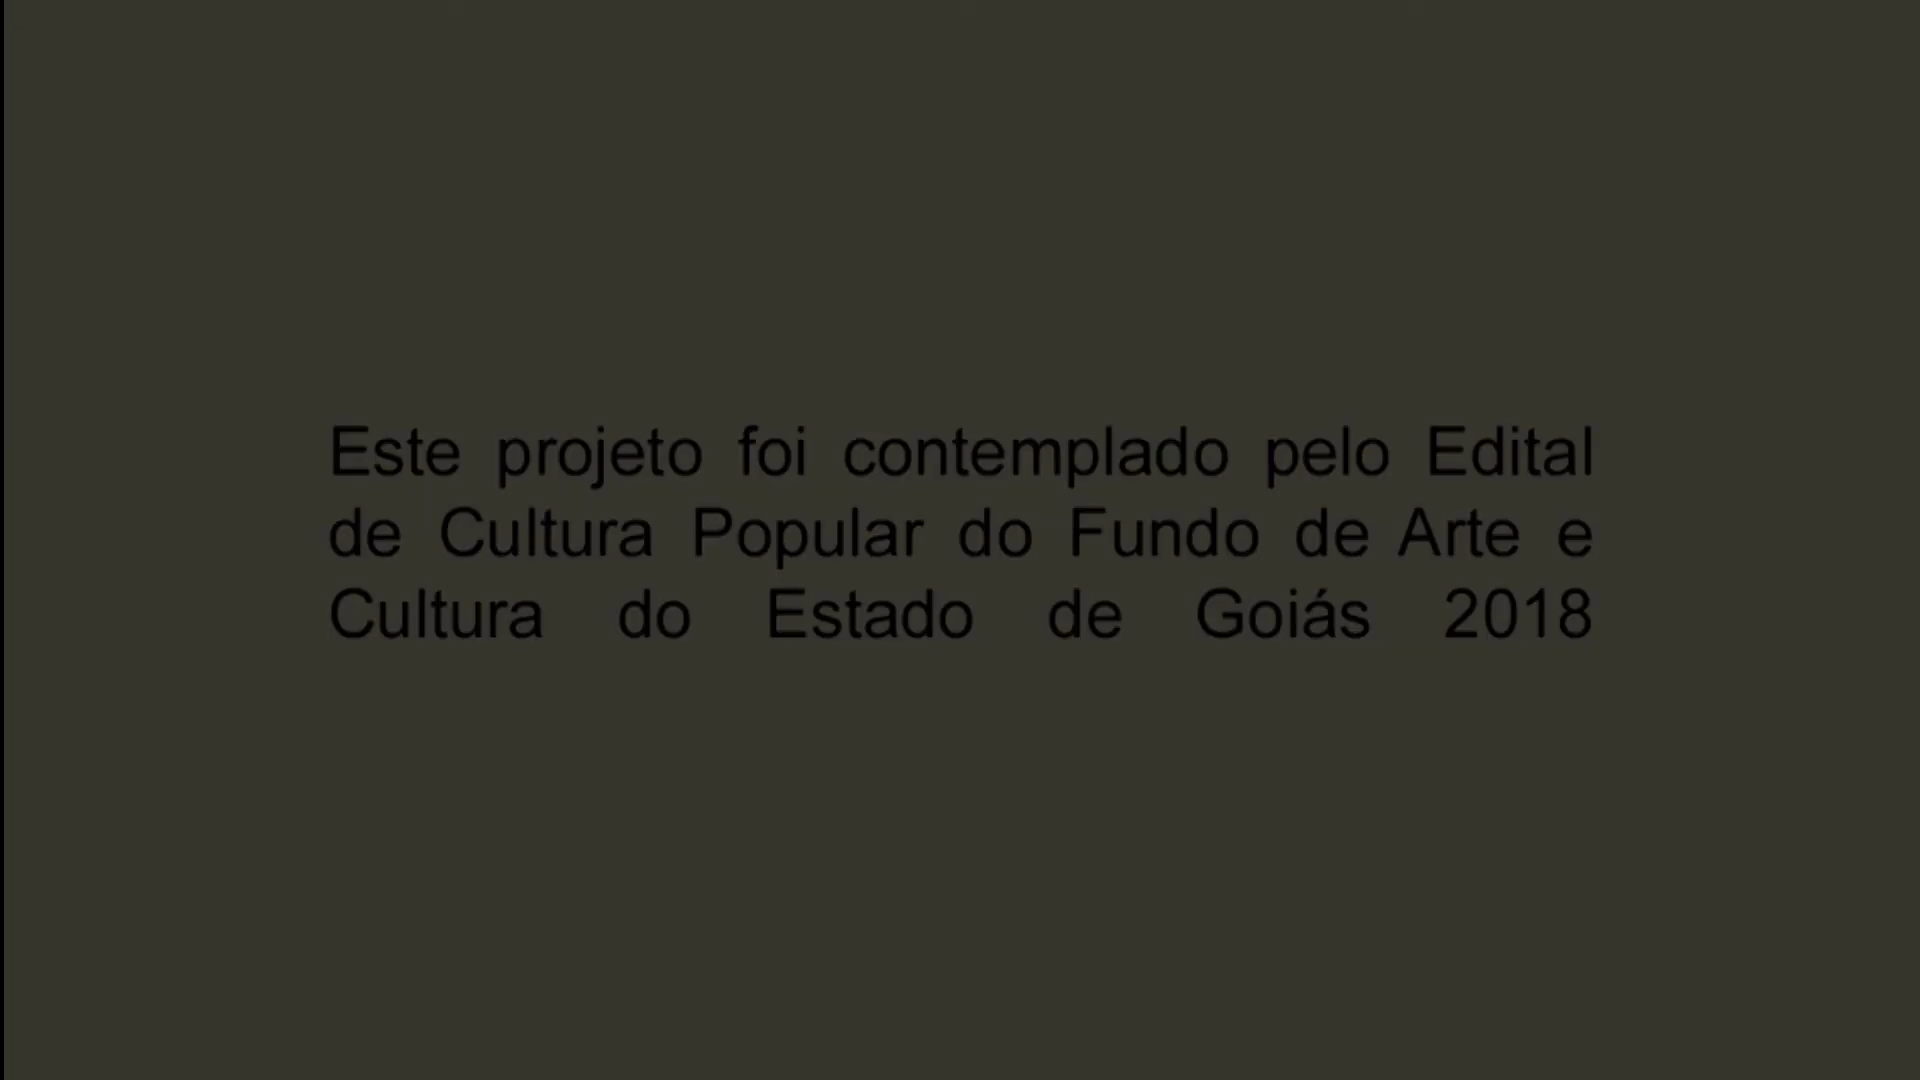 Este projeto foi contemplado pelo Edital
de Cultura Popular do Fundo de Arte e
Cultura do Estado de Goiás 2018